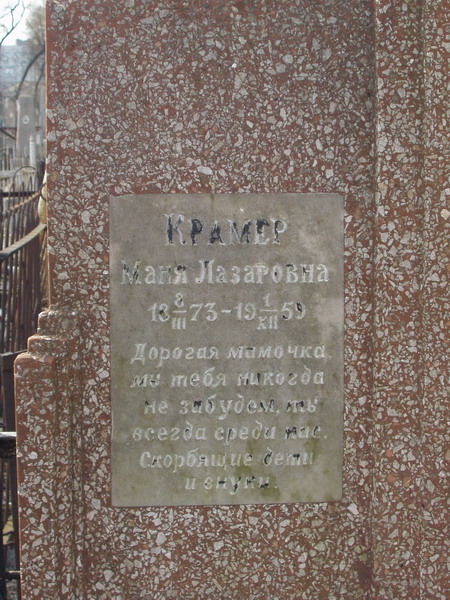 КРАМЕР
Маня Лазаровна
18 8/III 73 - 19 1/XII 59
Дорогая мамочка
мы тебя никогда
не забудем, ты
всегда среди нас.
Скорбящие дети
и внуки.